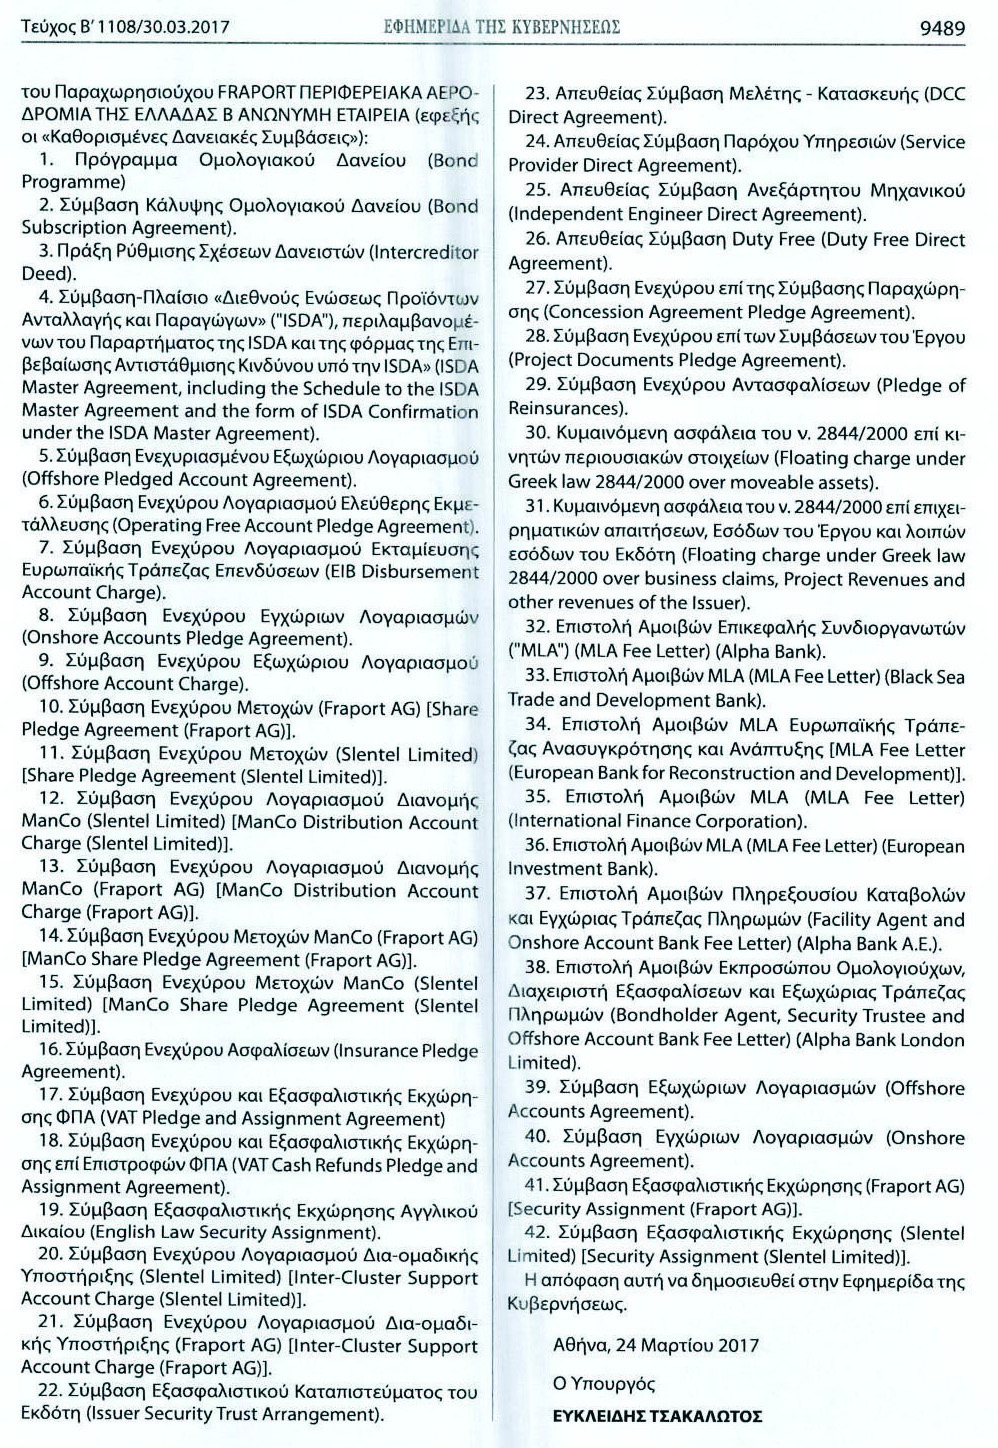 Τεύχος Β' 1108/30.03.2017
ΕΦΗΜΕΡΙΔΑ ΤΗΣ ΚΥΒΕΡΝΗΣΕΩΣ
9489
του Παραχωρησιούχου FRAPORT ΠΕΡΙΦΕΡΕΙΑΚΑ ΑΕΡΟ-
ΔΡΟΜΙΑ ΤΗΣ ΕΛΛΑΔΑΣ Β ΑΝΩΝΥΜΗ ΕΤΑΙΡΕΙΑ (εφεξής
οι «Καθορισμένες Δανειακές Συμβάσεις»):
1. Πρόγραμμα Ομολογιακού Δανείου (Bond
Programme)
2. Σύμβαση Κάλυψης Ομολογιακού Δανείου (Bond
Subscription Agreement).
3. Πράξη Ρύθμισης Σχέσεων Δανειστών (Intercreditor
Deed).
4. Σύμβαση-Πλαίσιο «Διεθνούς Ενώσεως Προϊόντων
Ανταλλαγής και Παραγώγων» ("ISDA"), περιλαμβανομέ-
νων του Παραρτήματος της ISDA και της φόρμας της Επι-
βεβαίωσης Αντιστάθμισης Κινδύνου υπό την ISDA» (ISDA
Master Agreement, including the Schedule to the ISDA
Master Agreement and the form of ISDA Confirmation
under the ISDA Master Agreement).
5. Σύμβαση Ενεχυριασμένου Εξωχώριου Λογαριασμού
(Offshore Pledged Account Agreement).
6. Σύμβαση Ενεχύρου Λογαριασμού Ελεύθερης Εκμε-
τάλλευσης (Operating Free Account Pledge Agreement).
7. Σύμβαση Ενεχύρου Λογαριασμού Εκταμίευσης
Ευρωπαϊκής Τράπεζας Επενδύσεων (EIB Disbursement
Account Charge).
8. Σύμβαση Ενεχύρου Εγχώριων Λογαριασμών
(Onshore Accounts Pledge Agreement).
9. Σύμβαση Ενεχύρου Εξωχώριου Λογαριασμού
(Offshore Account Charge).
10. Σύμβαση Ενεχύρου Μετοχών (Fraport AG) [Share
Pledge Agreement (Fraport AG)].
11. Σύμβαση Ενεχύρου Μετοχών (Slentel Limited)
[Share Pledge Agreement (Slentel Limited)].
12. Σύμβαση Ενεχύρου Λογαριασμού Διανομής
ManCo (Slentel Limited) [ManCo Distribution Account
Charge (Slentel Limited)].
13. Σύμβαση Ενεχύρου Λογαριασμού Διανομής
ManCo (Fraport AG) [ManCo Distribution Account
Charge (Fraport AG)].
14. Σύμβαση Ενεχύρου Μετοχών ManCo (Fraport AG)
[ManCo Share Pledge Agreement (Fraport AG)].
15. Σύμβαση Ενεχύρου Μετοχών ManCo (Slentel
Limited) [ManCo Share Pledge Agreement (Slentel
Limited)].
16. Σύμβαση Ενεχύρου Ασφαλίσεων (Insurance Pledge
Agreement).
17. Σύμβαση Ενεχύρου και Εξασφαλιστικής Εκχώρη-
σης ΦΠΑ (VAT Pledge and Assignment Agreement)
18. Σύμβαση Ενεχύρου και Εξασφαλιστικής Εκχώρη-
σης επί Επιστροφών ΦΠΑ (VAT Cash Refunds Pledge and
Assignment Agreement).
19. Σύμβαση Εξασφαλιστικής Εκχώρησης Αγγλικού
Δικαίου (English Law Security Assignment).
20. Σύμβαση Ενεχύρου Λογαριασμού Δια-ομαδικής
Υποστήριξης (Slentel Limited) [Inter-Cluster Support
Account Charge (Slentel Limited)].
21. Σύμβαση Ενεχύρου Λογαριασμού Δια-ομαδι-
κής Υποστήριξης (Fraport AG) [Inter-Cluster Support
Account Charge (Fraport AG)].
22. Σύμβαση Εξασφαλιστικού Καταπιστεύματος του
Εκδότη (Issuer Security Trust Arrangement).
23. Απευθείας Σύμβαση Μελέτης - Κατασκευής (DCC
Direct Agreement).
24. Απευθείας Σύμβαση Παρόχου Υπηρεσιών (Service
Provider Direct Agreement).
25. Απευθείας Σύμβαση Ανεξάρτητου Μηχανικού
(Independent Engineer Direct Agreement).
26. Απευθείας Σύμβαση Duty Free (Duty Free Direct
Agreement).
27. Σύμβαση Ενεχύρου επί της Σύμβασης Παραχώρη-
σης (Concession Agreement Pledge Agreement).
28. Σύμβαση Ενεχύρου επί των Συμβάσεων του Έργου
(Project Documents Pledge Agreement).
29. Σύμβαση Ενεχύρου Αντασφαλίσεων (Pledge of
Reinsurances).
30. Κυμαινόμενη ασφάλεια του ν. 2844/2000 επί κι-
νητών περιουσιακών στοιχείων (Floating charge under
Greek law 2844/2000 over moveable assets).
31. Κυμαινόμενη ασφάλεια του ν. 2844/2000 επί επιχει-
ρηματικών απαιτήσεων, Εσόδων του Έργου και λοιπών
εσόδων του Εκδότη (Floating charge under Greek law
2844/2000 over business claims, Project Revenues and
other revenues of the Issuer).
32. Επιστολή Αμοιβών Επικεφαλής Συνδιοργανωτών
("MLA") (MLA Fee Letter) (Alpha Bank).
33. Επιστολή Αμοιβών MLA (MLA Fee Letter) (Black Sea
Trade and Development Bank).
34. Επιστολή Αμοιβών MLA Ευρωπαϊκής Τράπε-
ζας Ανασυγκρότησης και Ανάπτυξης [MLA Fee Letter
(European Bank for Reconstruction and Development)].
35. Επιστολή Αμοιβών MLA (MLA Fee Letter)
(International Finance Corporation).
36. Επιστολή Αμοιβών MLA (MLA Fee Letter) (European
Investment Bank).
37. Επιστολή Αμοιβών Πληρεξουσίου Καταβολών
και Εγχώριας Τράπεζας Πληρωμών (Facility Agent and
Onshore Account Bank Fee Letter) (Alpha Bank A.E.).
38. Επιστολή Αμοιβών Εκπροσώπου Ομολογιούχων,
Διαχειριστή Εξασφαλίσεων και Εξωχώριας Τράπεζας
Πληρωμών (Bondholder Agent, Security Trustee and
Offshore Account Bank Fee Letter) (Alpha Bank London
Limited).
39. Σύμβαση Εξωχώριων Λογαριασμών (Offshore
Accounts Agreement).
40. Σύμβαση Εγχώριων Λογαριασμών (Onshore
Accounts Agreement).
41. Σύμβαση Εξασφαλιστικής Εκχώρησης (Fraport AG)
[Security Assignment (Fraport AG)].
42. Σύμβαση Εξασφαλιστικής Εκχώρησης (Slentel
Limited) [Security Assignment (Slentel Limited)].
Η απόφαση αυτή να δημοσιευθεί στην Εφημερίδα της
Κυβερνήσεως.
Αθήνα, 24 Μαρτίου 2017
Ο Υπουργός
ΕΥΚΛΕΙΔΗΣ ΤΣΑΚΑΛΩΤΟΣ